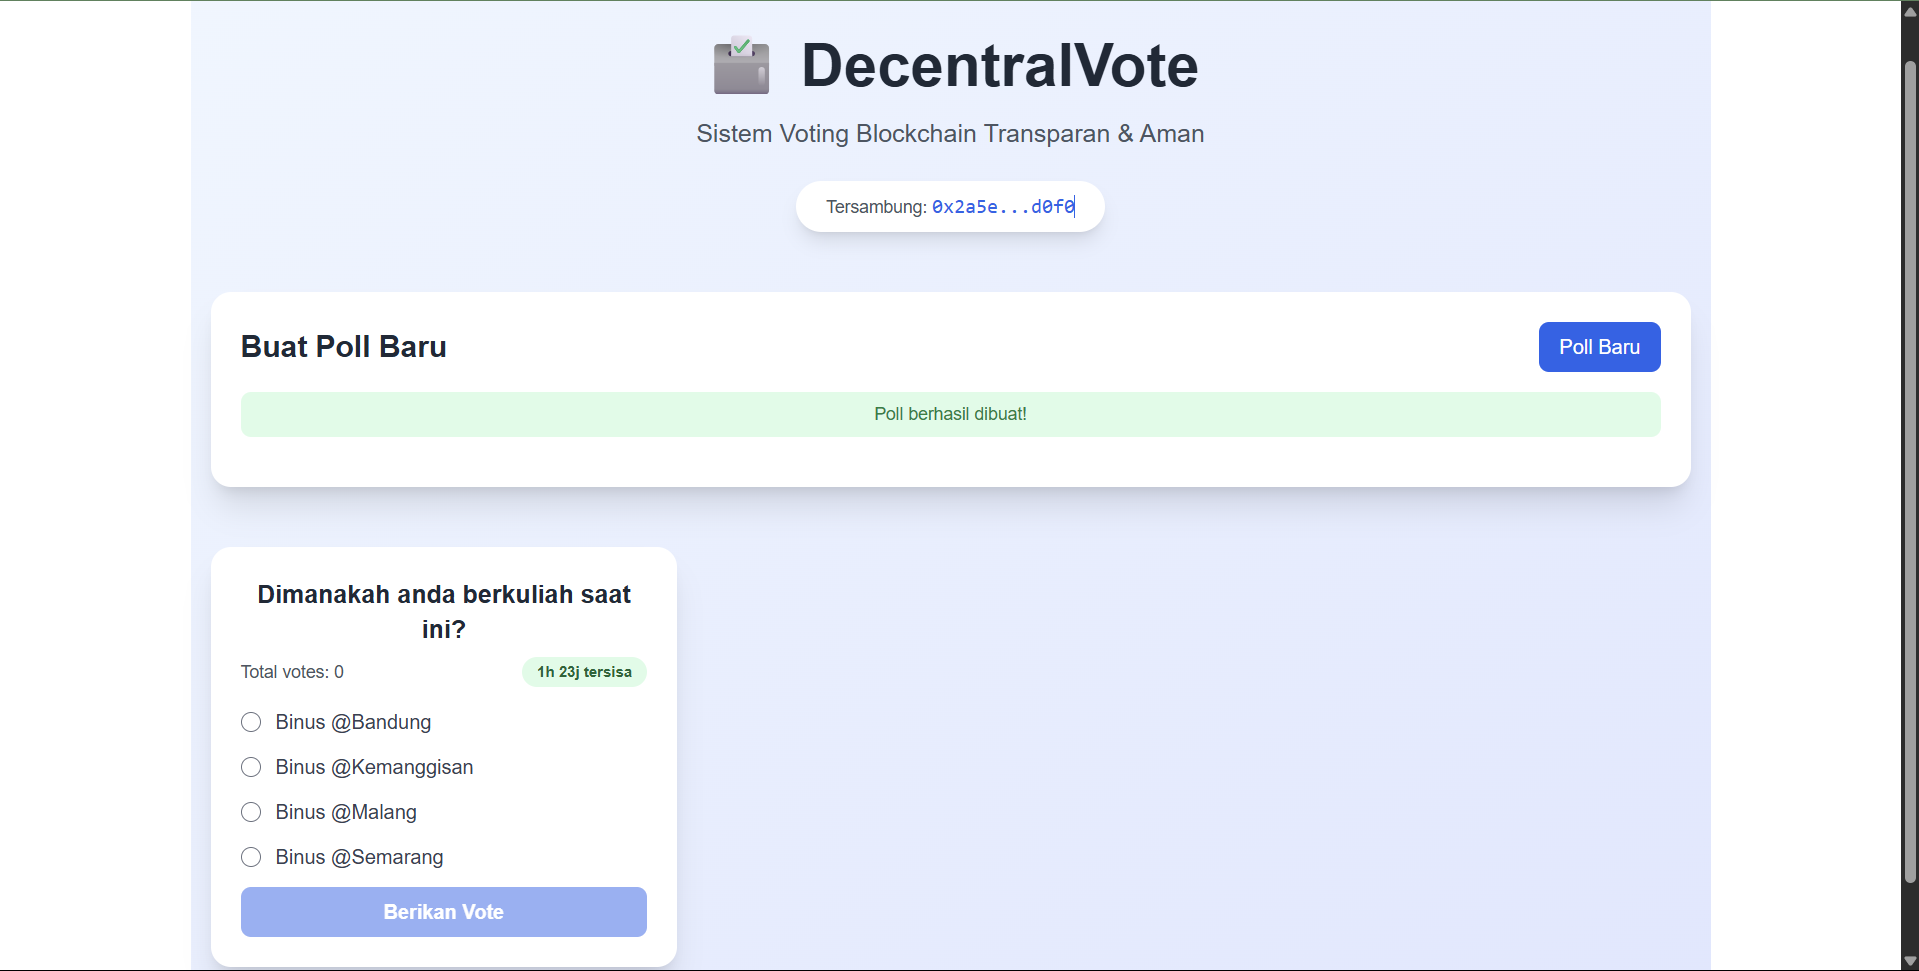 DecentralVote
Sistem Voting Blockchain Transparan & Aman
Tersambung: 0x2a5e...d0f0
Buat Poll Baru
Poll Baru
Poll berhasil dibuat!
Dimanakah anda berkuliah saat
ini?
Total votes: 0
1h 23j tersisa
Binus @Bandung
Binus @Kemanggisan
Binus @Malang
Binus @Semarang
Berikan Vote